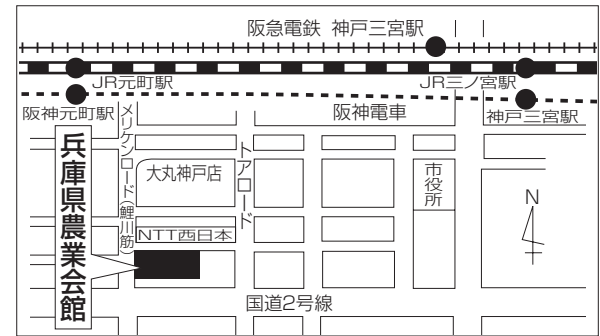 阪急電鉄 神戸三宮駅
JR元町駅
JR三ノ宮駅
阪神元町駅
阪神電車
神戸三宮駅
メリケンロード(鯉川筋)
大丸神戸店
トアロード
市役所
兵庫県農業会館
NTT西日本
N
国道2号線